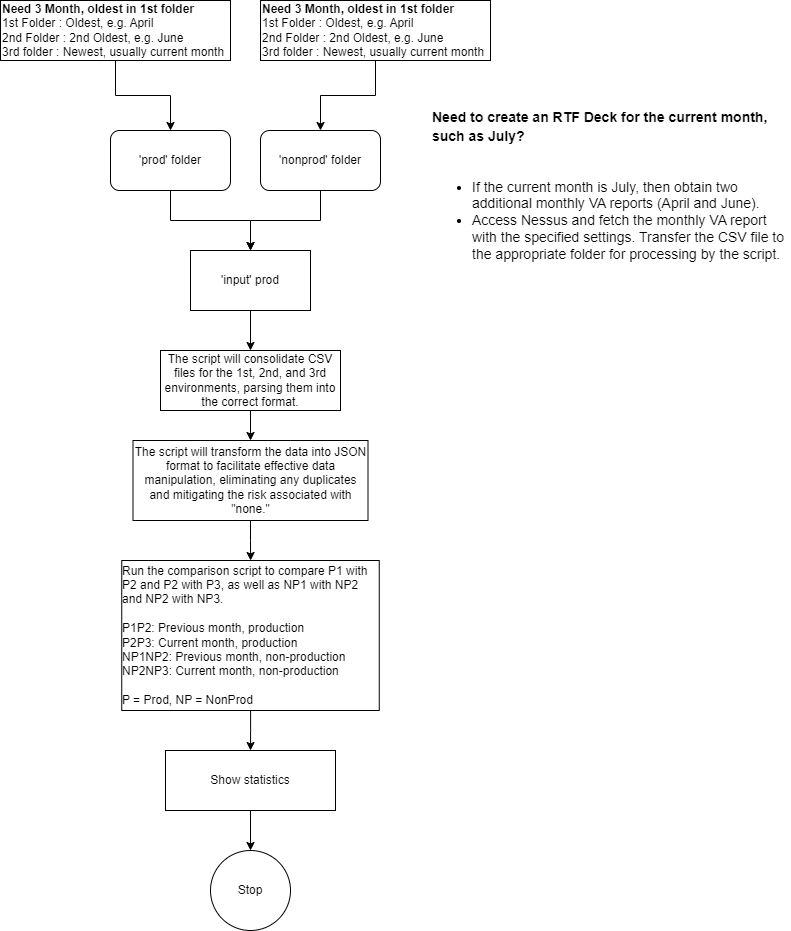 Need 3 Month, oldest in 1st folder
1st Folder : Oldest, e.g. April
2nd Folder : 2nd Oldest, e.g. June
3rd folder : Newest, usually current month
Need 3 Month, oldest in 1st folder
1st Folder : Oldest, e.g. April
2nd Folder : 2nd Oldest, e.g. June
3rd folder : Newest, usually current month
Need to create an RTF Deck for the current month,
such as July?
'prod' folder
'nonprod' folder
• If the current month is July, then obtain two
additional monthly VA reports (April and June).
• Access Nessus and fetch the monthly VA report
with the specified settings. Transfer the CSV file to
the appropriate folder for processing by the script.
'input' prod
The script will consolidate CSV
files for the 1st, 2nd, and 3rd
environments, parsing them into
the correct format.
The script will transform the data into JSON
format to facilitate effective data
manipulation, eliminating any duplicates
and mitigating the risk associated with
"none."
Run the comparison script to compare P1 with
P2 and P2 with P3, as well as NP1 with NP2
and NP2 with NP3.
P1P2: Previous month, production
P2P3: Current month, production
NP1NP2: Previous month, non-production
NP2NP3: Current month, non-production
P = Prod, NP = NonProd
Show statistics
Stop